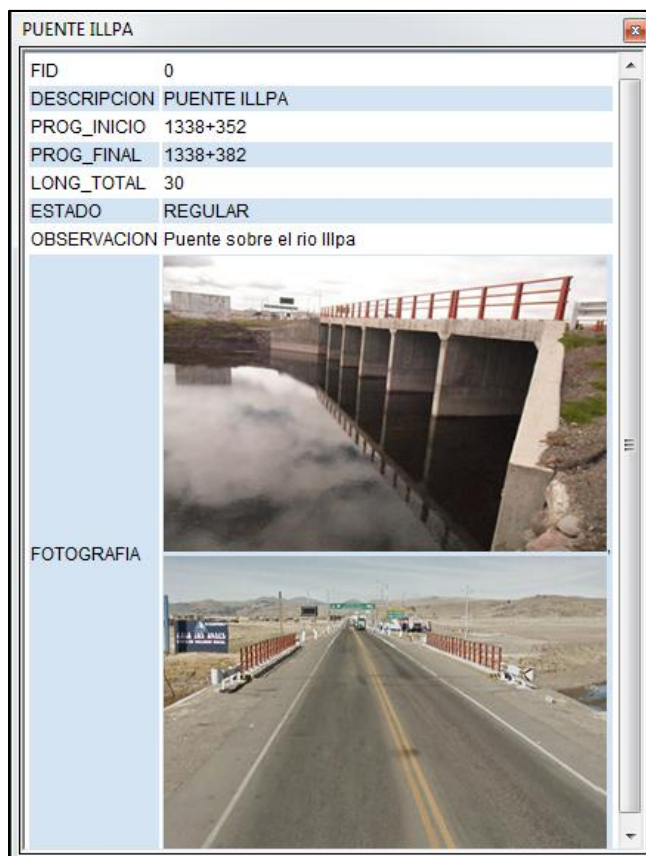 PUENTE ILLPA
FID 0
DESCRIPCION PUENTE ILLPA
PROG_INICIO 1338+352
PROG_FINAL 1338+382
LONG_TOTAL 30
ESTADO REGULAR
OBSERVACION Puente sobre el rio Illpa
FOTOGRAFIA